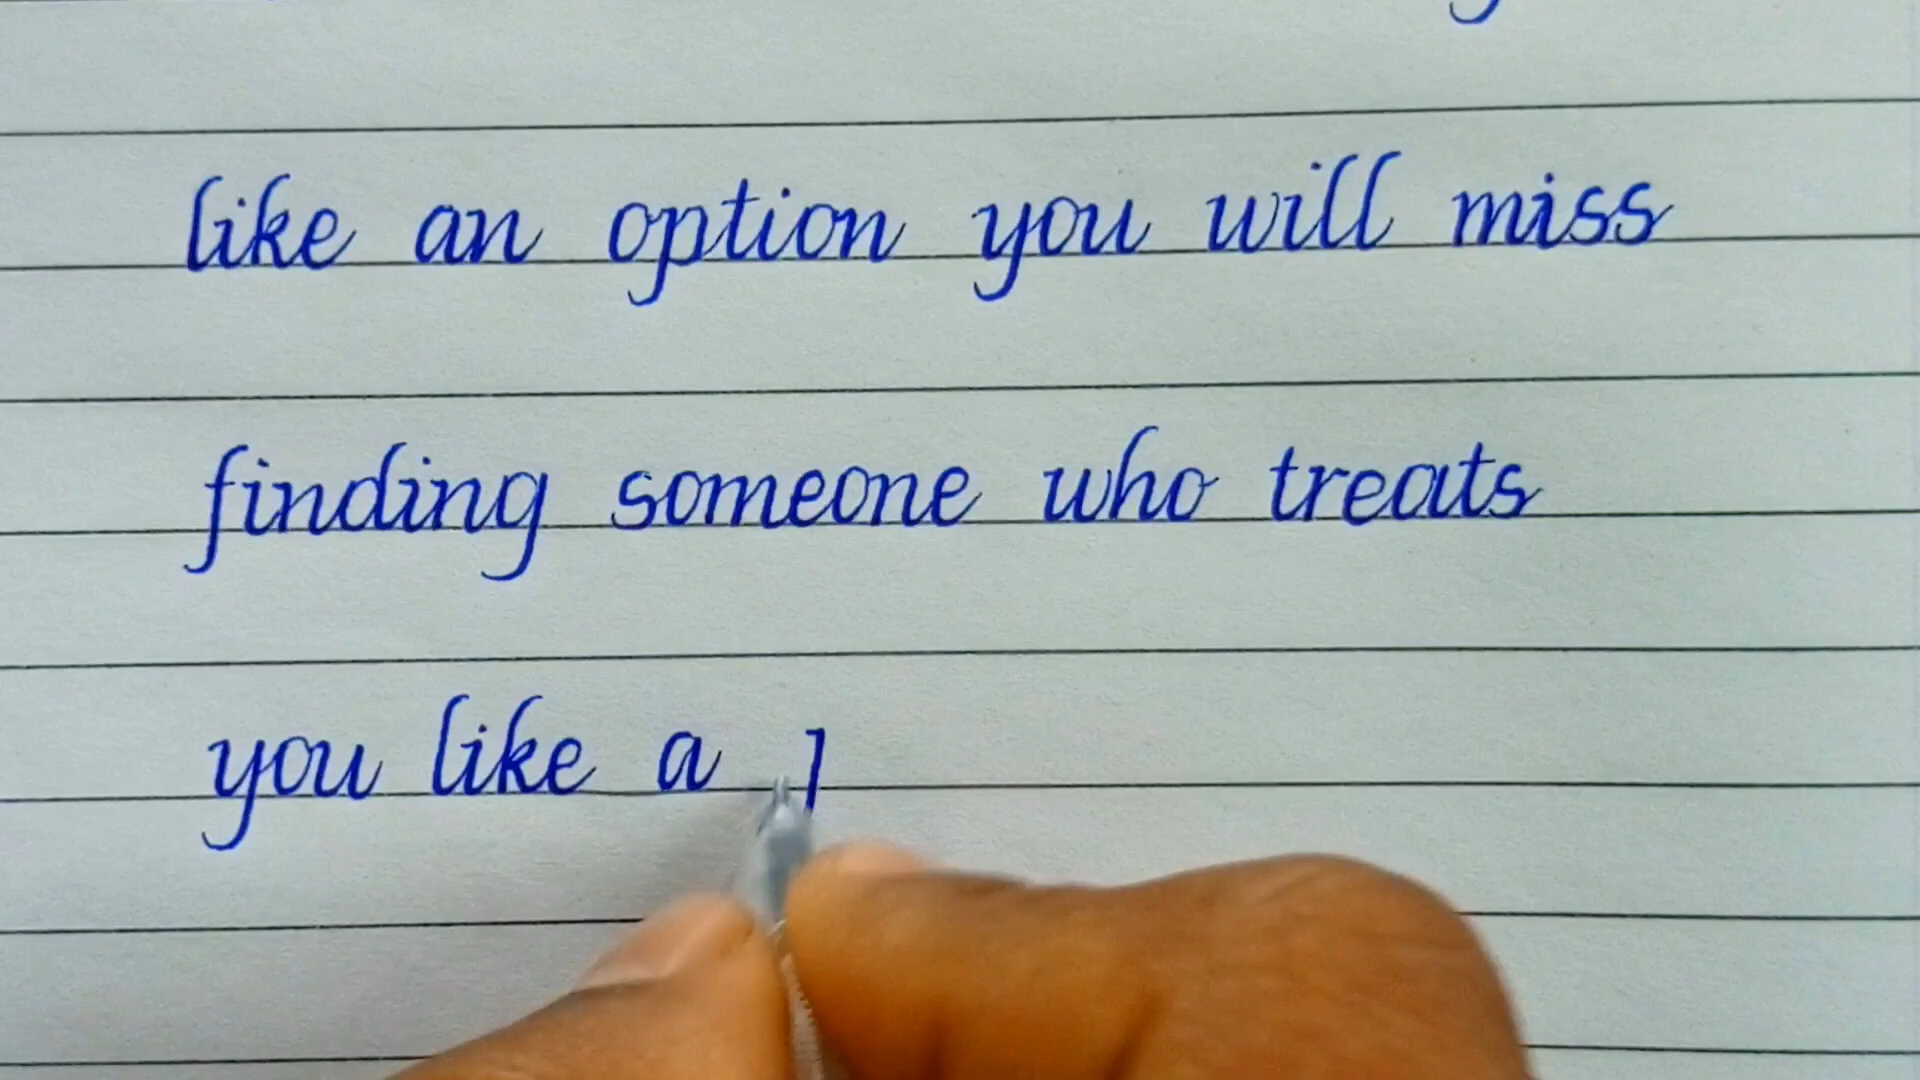 like an option you will miss
finding someone who treats
you like a